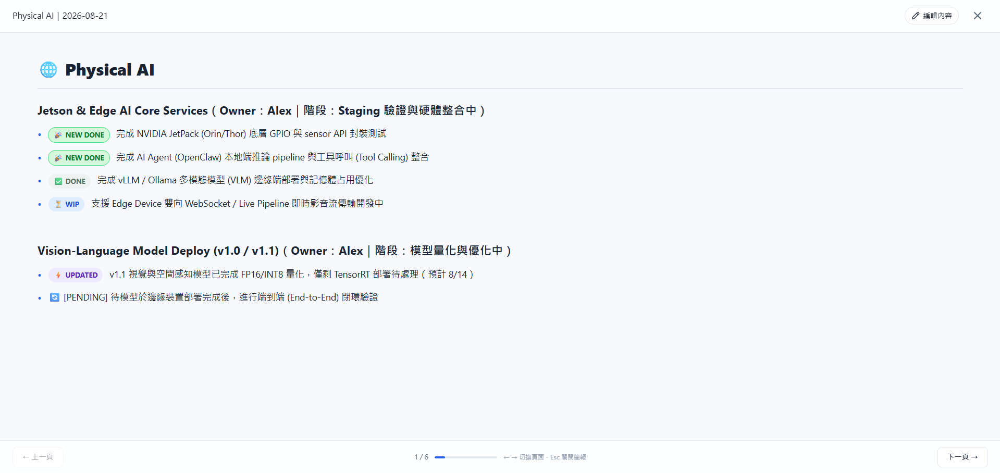 Physical AI | 2026-08-21
編輯內容
Physical AI
Jetson & Edge AI Core Services（Owner：Alex｜階段：Staging 驗證與硬體整合中）
• NEW DONE 完成 NVIDIA JetPack (Orin/Thor) 底層 GPIO 與 sensor API 封裝測試
• NEW DONE 完成 AI Agent (OpenClaw) 本地端推論 pipeline 與工具呼叫 (Tool Calling) 整合
• DONE 完成 vLLM / Ollama 多模態模型 (VLM) 邊緣端部署與記憶體占用優化
• WIP 支援 Edge Device 雙向 WebSocket / Live Pipeline 即時影音流傳輸開發中
Vision-Language Model Deploy (v1.0 / v1.1)（Owner：Alex｜階段：模型量化與優化中）
• UPDATED v1.1 視覺與空間感知模型已完成 FP16/INT8 量化，僅剩 TensorRT 部署待處理（預計 8/14）
• [PENDING] 待模型於邊緣裝置部署完成後，進行端到端 (End-to-End) 閉環驗證
← 上一頁
1 / 6
← → 切換頁面 · Esc 關閉簡報
下一頁 →